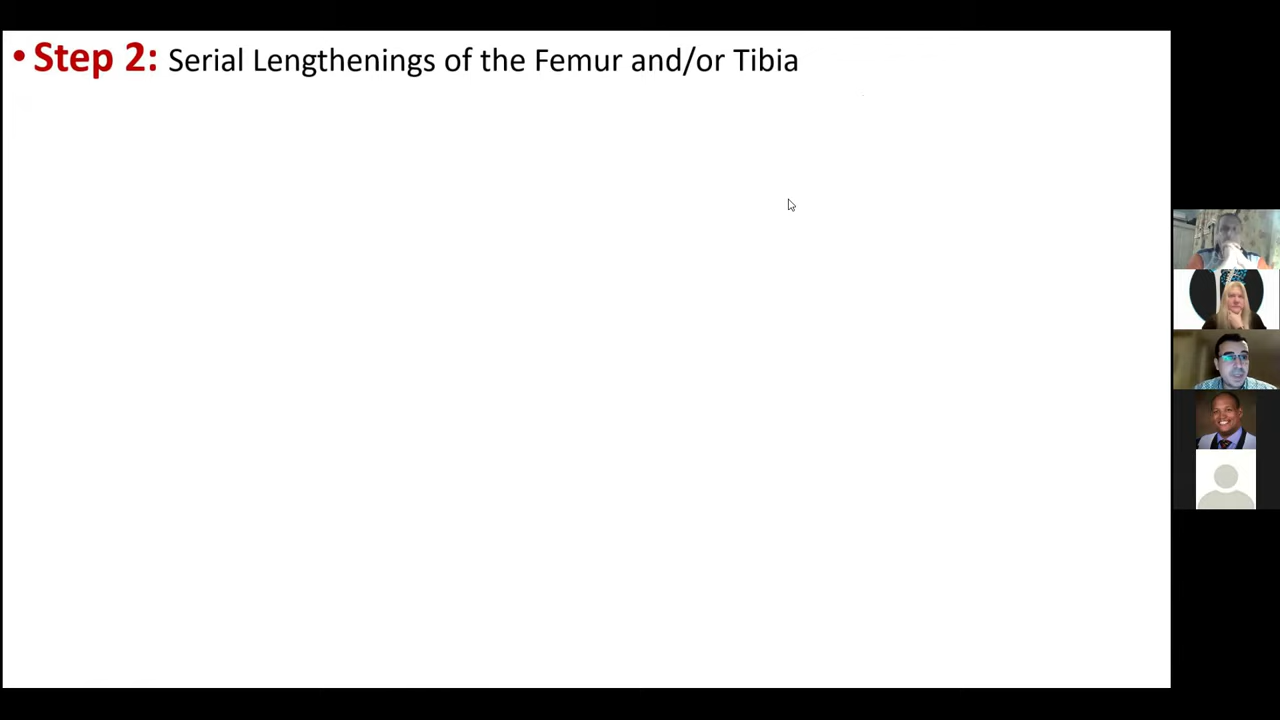 • Step 2: Serial Lengthenings of the Femur and/or Tibia